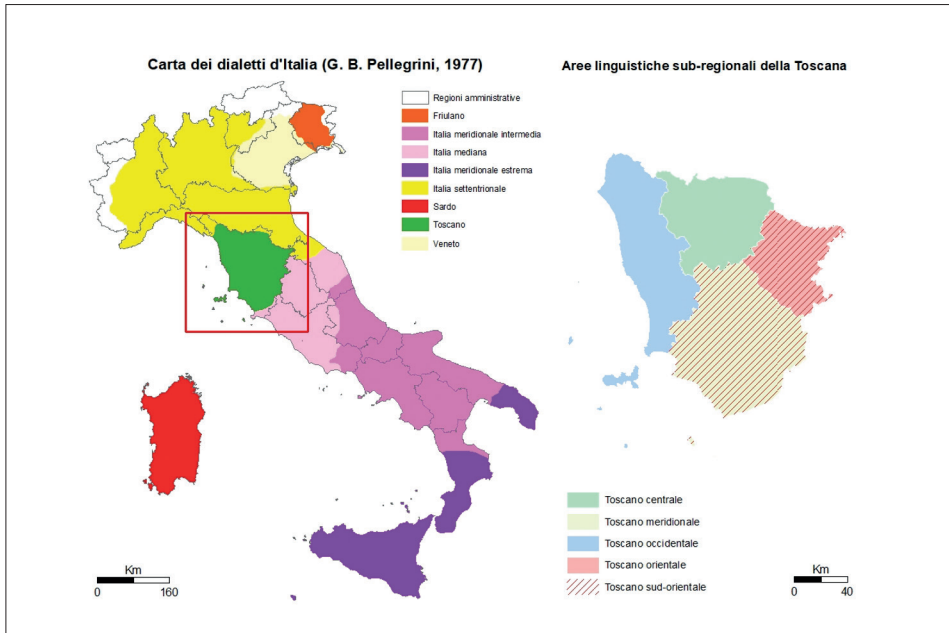 Carta dei dialetti d'Italia (G. B. Pellegrini, 1977)
Regioni amministrative
Friulano
Italia meridionale intermedia
Italia mediana
Italia meridionale estrema
Italia settentrionale
Sardo
Toscano
Veneto
Km
0 160
Aree linguistiche sub-regionali della Toscana
Toscano centrale
Toscano meridionale
Toscano occidentale
Toscano orientale
Toscano sud-orientale
Km
0 40